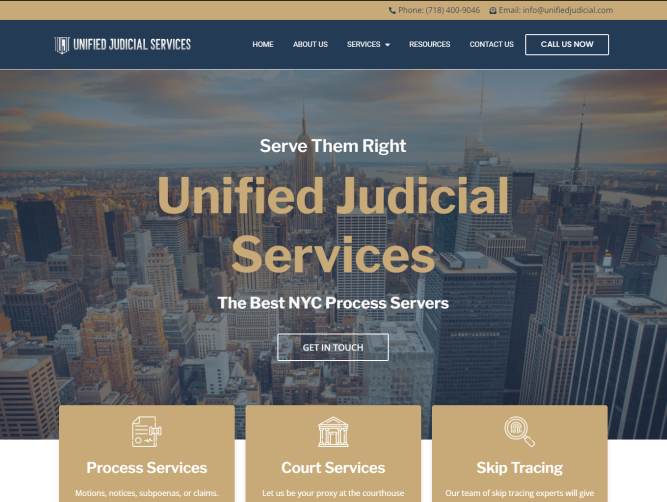 Phone: (718) 400-9046 Email: info@unifiedjudicial.com
UNIFIED JUDICIAL SERVICES HOME ABOUT US SERVICES RESOURCES CONTACT US CALL US NOW
Serve Them Right
Unified Judicial
Services
The Best NYC Process Servers
GET IN TOUCH
Process Services
Motions, notices, subpoenas, or claims.
Court Services
Let us be your proxy at the courthouse
Skip Tracing
Our team of skip tracing experts will give